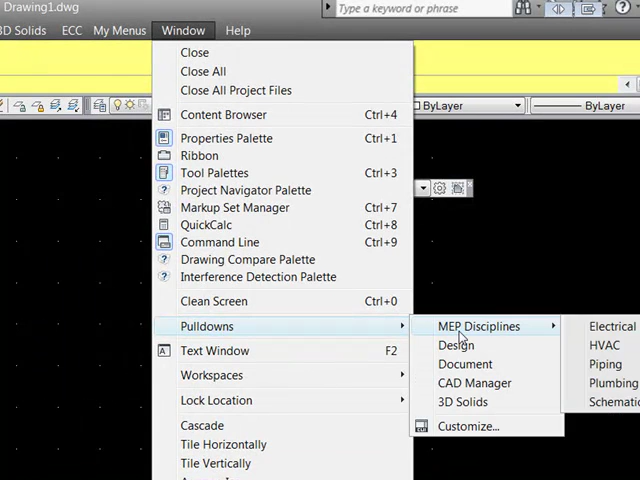 Drawing1.dwg
Type a keyword or phrase
3D Solids ECC My Menus Window Help
Close
Close All
Close All Project Files
ByLayer ByLayer
Content Browser Ctrl+4
Properties Palette Ctrl+1
Ribbon
Tool Palettes Ctrl+3
Project Navigator Palette
Markup Set Manager Ctrl+7
QuickCalc Ctrl+8
Command Line Ctrl+9
Drawing Compare Palette
Interference Detection Palette
Clean Screen Ctrl+0
Pulldowns MEP Disciplines Electrical
Design HVAC
Text Window F2
Document Piping
Workspaces
CAD Manager Plumbing
Lock Location
3D Solids Schematic
Cascade
Customize...
Tile Horizontally
Tile Vertically